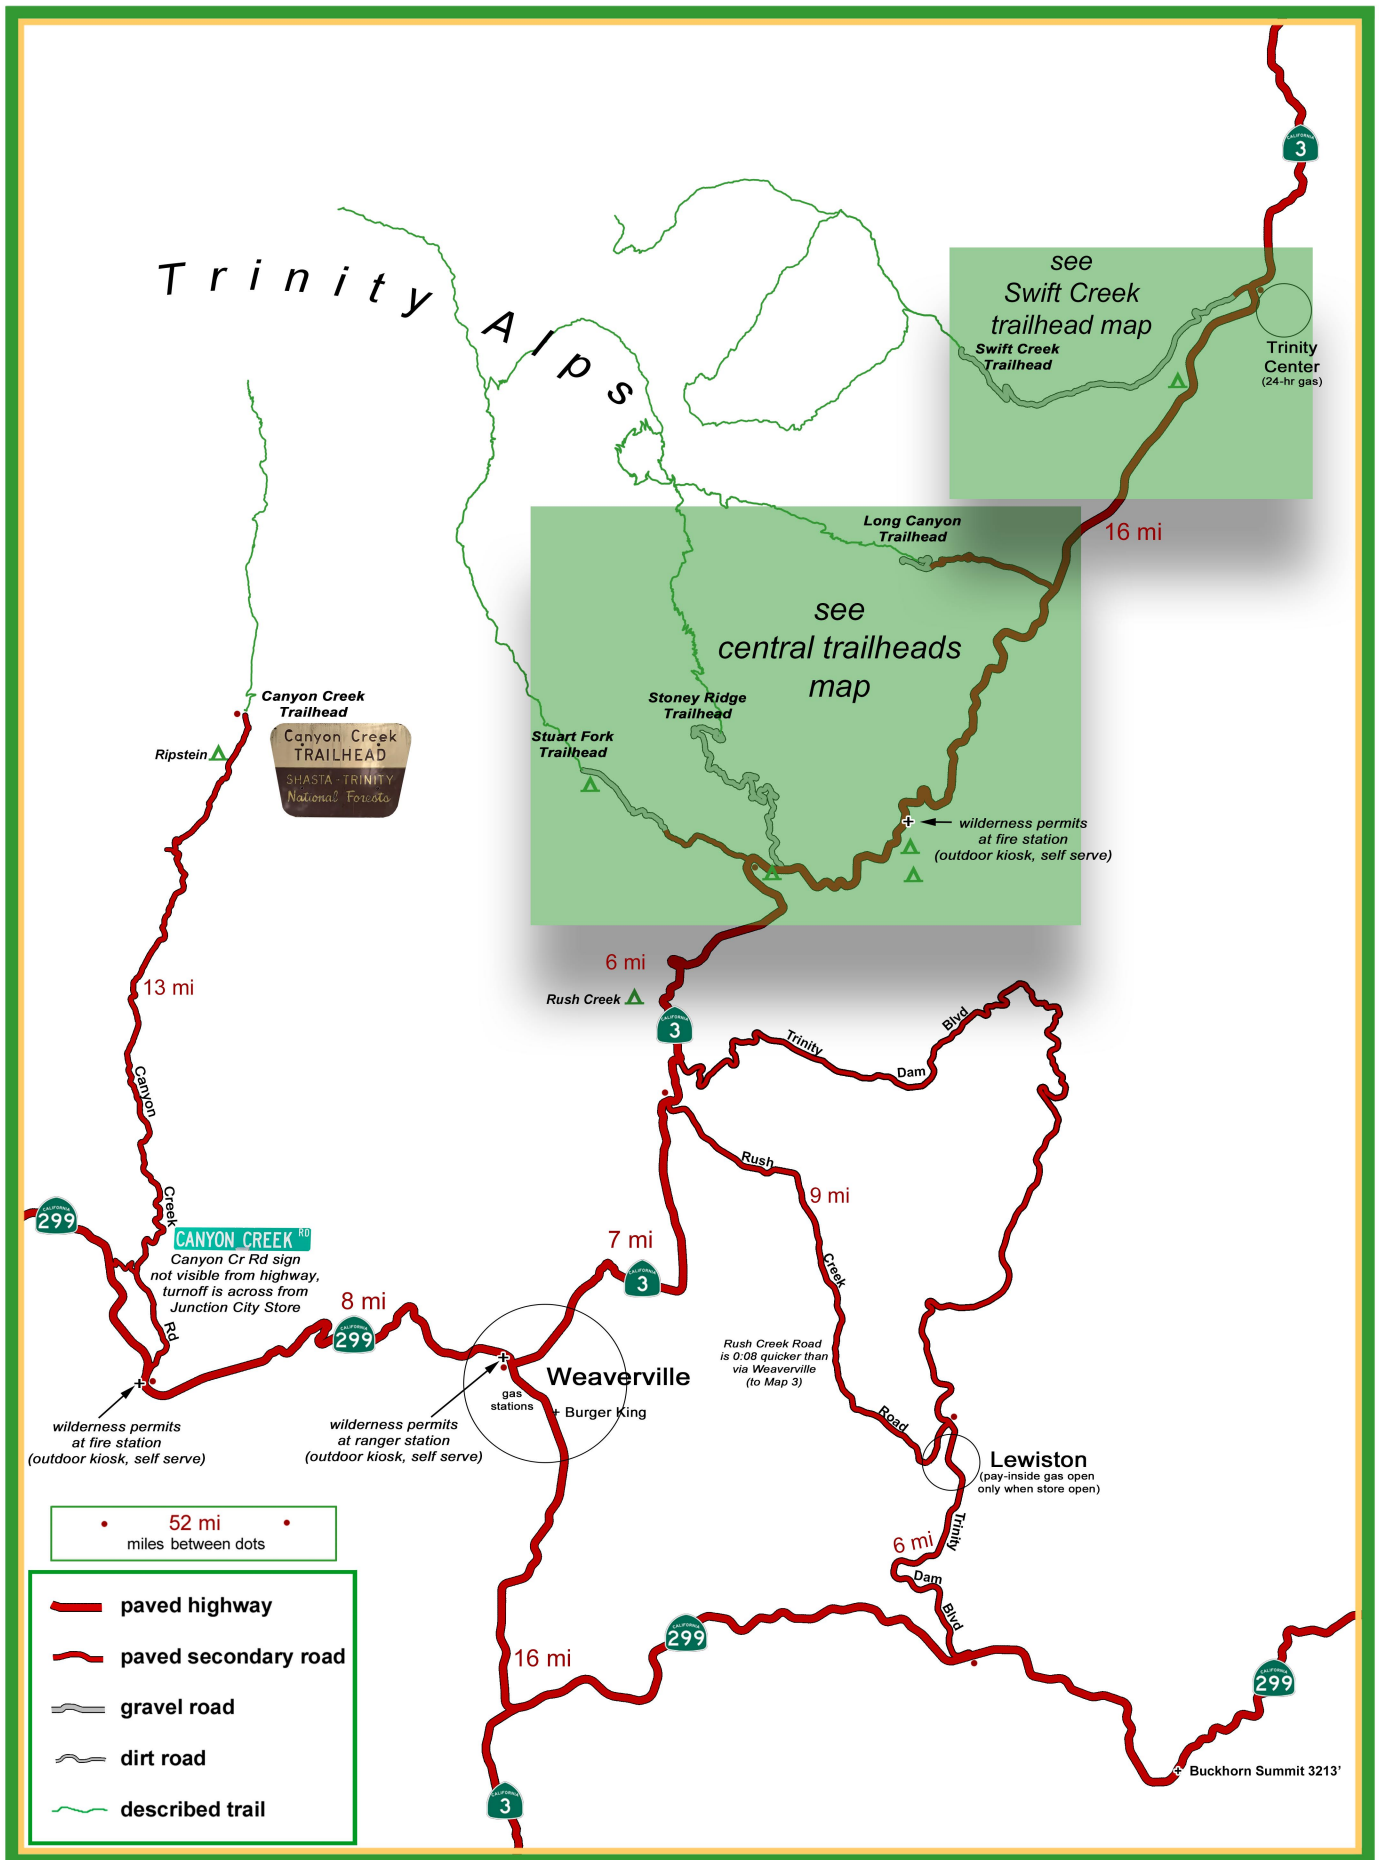 CALIFORNIA
3
Trinity Alps
see
Swift Creek
trailhead map
Swift Creek
Trailhead
Trinity
Center
(24-hr gas)
16 mi
Long Canyon
Trailhead
see
central trailheads
map
Stoney Ridge
Trailhead
Stuart Fork
Trailhead
Canyon Creek
Trailhead
Canyon Creek
TRAILHEAD
SHASTA - TRINITY
National Forests
Ripstein
wilderness permits
at fire station
(outdoor kiosk, self serve)
6 mi
Rush Creek
CALIFORNIA
3
13 mi
Trinity
Dam
Blvd
Canyon
Creek
Rd
Rush
Creek
Road
9 mi
CALIFORNIA
299
CANYON CREEK RD
Canyon Cr Rd sign
not visible from highway,
turnoff is across from
Junction City Store
7 mi
CALIFORNIA
3
8 mi
CALIFORNIA
299
Rush Creek Road
is 0:08 quicker than
via Weaverville
(to Map 3)
Weaverville
gas
stations
+ Burger King
wilderness permits
at fire station
(outdoor kiosk, self serve)
wilderness permits
at ranger station
(outdoor kiosk, self serve)
Lewiston
(pay-inside gas open
only when store open)
6 mi
Trinity
Dam
Blvd
52 mi
miles between dots
paved highway
paved secondary road
gravel road
dirt road
described trail
16 mi
CALIFORNIA
299
CALIFORNIA
299
Buckhorn Summit 3213'
CALIFORNIA
3